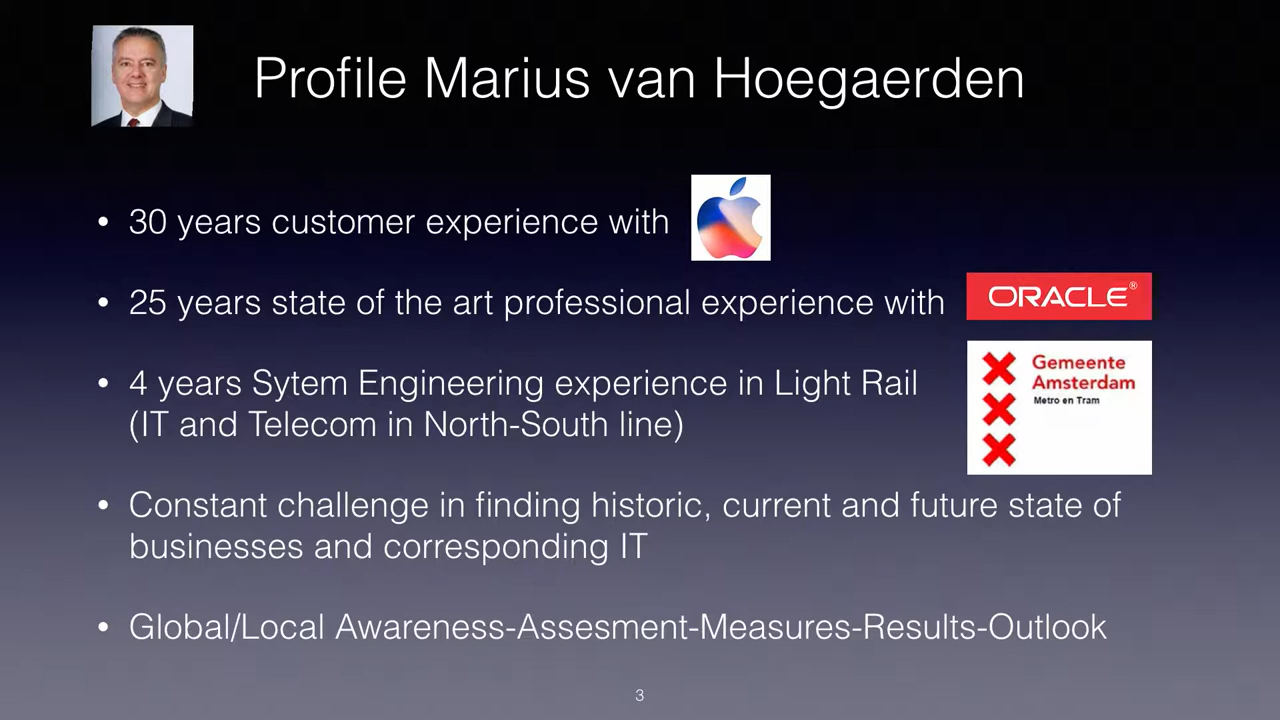 Profile Marius van Hoegaerden
• 30 years customer experience with
• 25 years state of the art professional experience with
ORACLE®
• 4 years Sytem Engineering experience in Light Rail
(IT and Telecom in North-South line)
Gemeente
Amsterdam
Metro en Tram
• Constant challenge in finding historic, current and future state of
businesses and corresponding IT
• Global/Local Awareness-Assesment-Measures-Results-Outlook
3